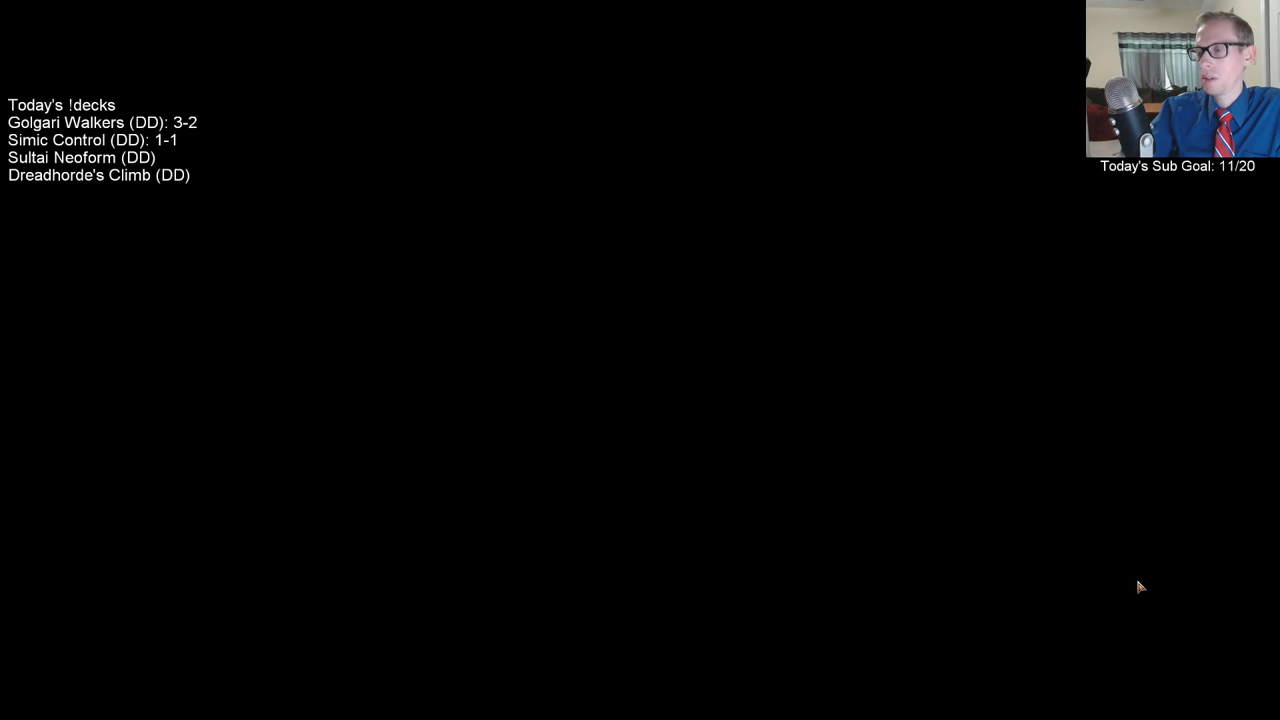 Today's !decks
Golgari Walkers (DD): 3-2
Simic Control (DD): 1-1
Sultai Neoform (DD)
Dreadhorde's Climb (DD)
Today's Sub Goal: 11/20